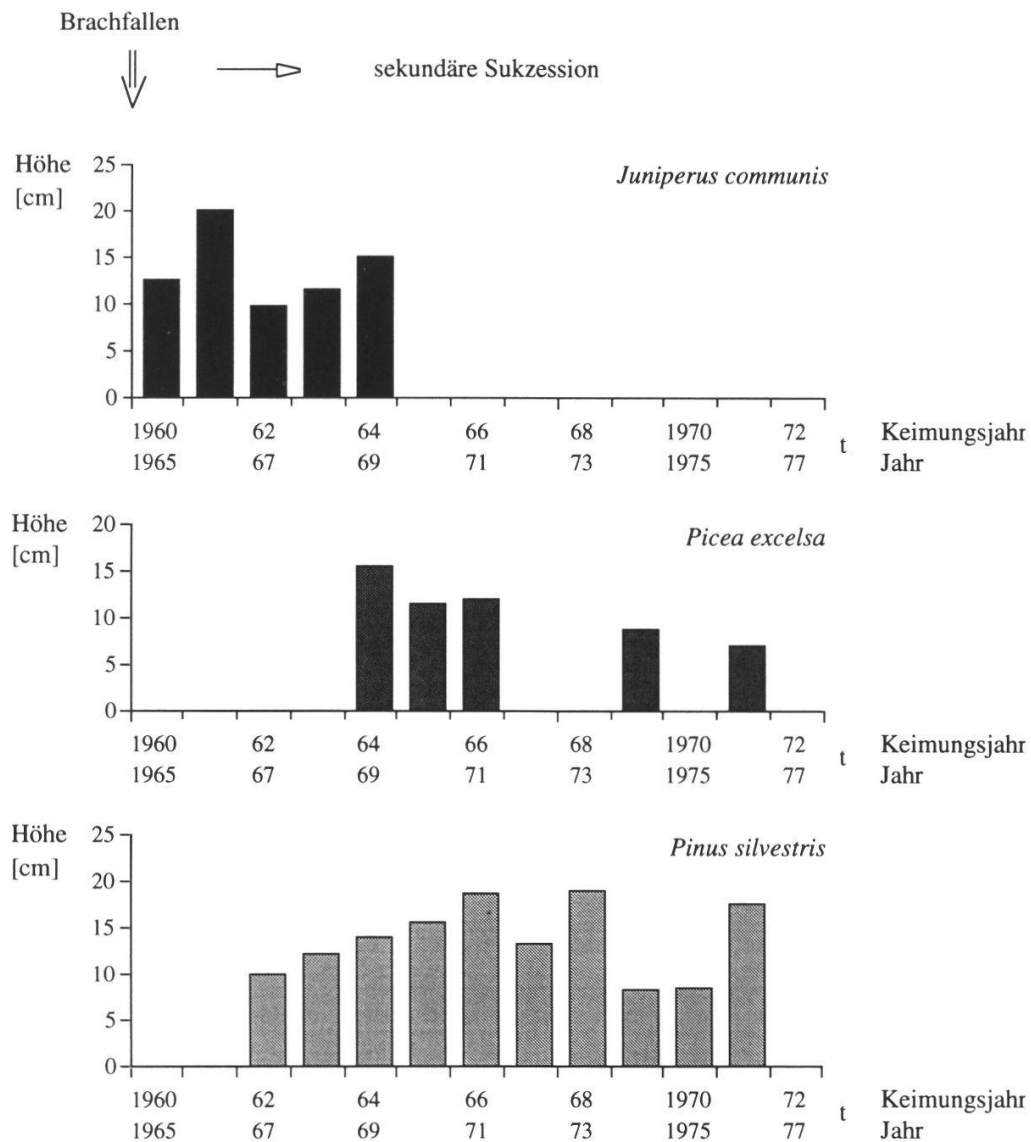 Brachfallen
sekundäre Sukzession
Höhe
[cm]
25
20
15
10
5
0
Juniperus communis
1960 62 64 66 68 1970 72 t Keimungsjahr
1965 67 69 71 73 1975 77 Jahr
Höhe
[cm]
20
15
10
5
0
Picea excelsa
1960 62 64 66 68 1970 72 t Keimungsjahr
1965 67 69 71 73 1975 77 Jahr
Höhe
[cm]
25
20
15
10
5
0
Pinus silvestris
1960 62 64 66 68 1970 72 t Keimungsjahr
1965 67 69 71 73 1975 77 Jahr